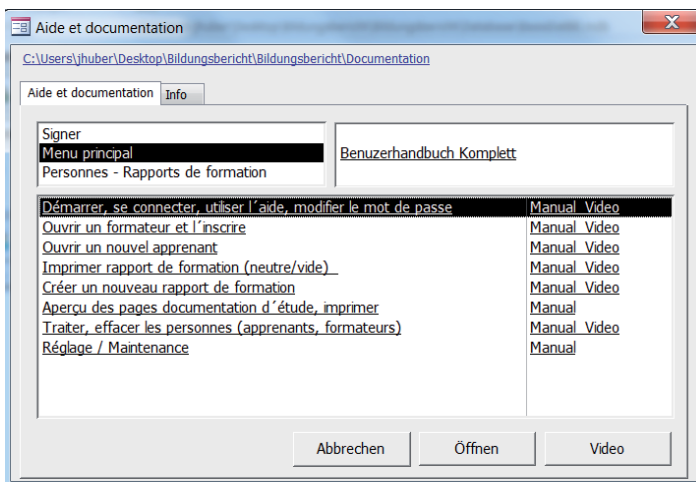 Aide et documentation
C:\Users\jhuber\Desktop\Bildungsbericht\Bildungsbericht\Documentation
Aide et documentation Info
Signer
Menu principal
Personnes - Rapports de formation
Benuzerhandbuch Komplett
Démarrer, se connecter, utiliser l´aide, modifier le mot de passe Manual Video
Ouvrir un formateur et l´inscrire Manual Video
Ouvrir un nouvel apprenant Manual Video
Imprimer rapport de formation (neutre/vide) Manual Video
Créer un nouveau rapport de formation Manual Video
Aperçu des pages documentation d´étude, imprimer Manual
Traiter, effacer les personnes (apprenants, formateurs) Manual Video
Réglage / Maintenance Manual
Abbrechen Öffnen Video